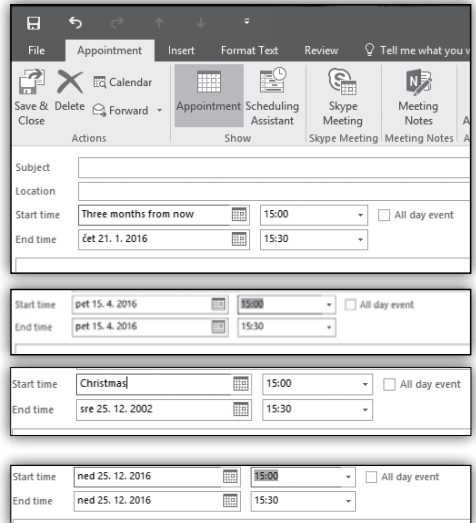 File Appointment Insert Format Text Review Tell me what you w
Save & Close Delete Calendar Forward Appointment Scheduling Assistant Skype Meeting Meeting Notes A
Actions Show Skype Meeting Meeting Notes A
Subject
Location
Start time Three months from now 15:00 All day event
End time čet 21. 1. 2016 15:30
Start time pet 15. 4. 2016 15:00 All day event
End time pet 15. 4. 2016 15:30
Start time Christmas 15:00 All day event
End time sre 25. 12. 2002 15:30
Start time ned 25. 12. 2016 15:00 All day event
End time ned 25. 12. 2016 15:30